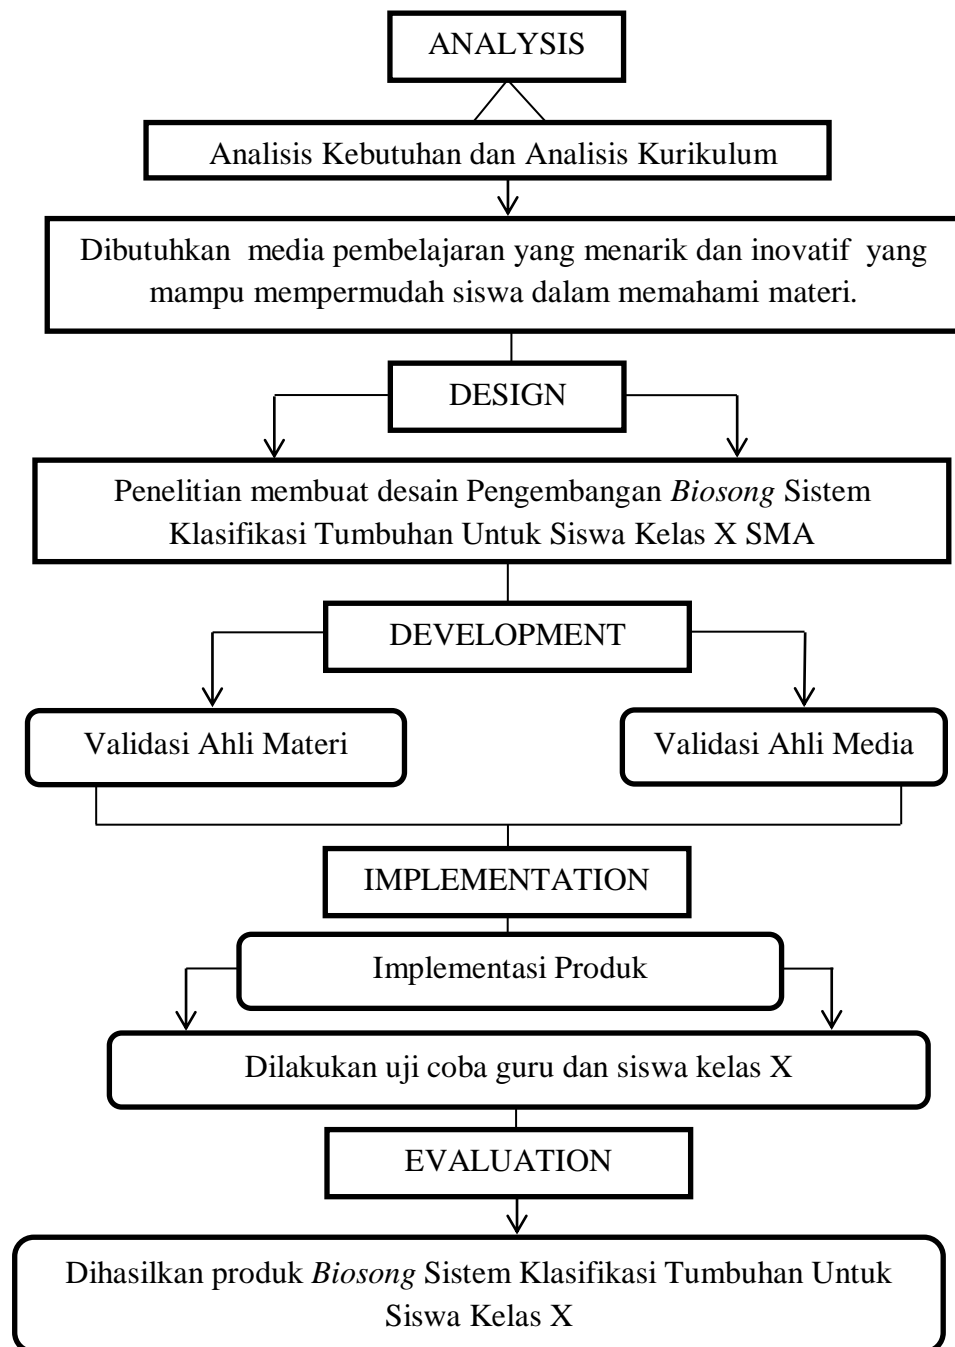 ANALYSIS
Analisis Kebutuhan dan Analisis Kurikulum
Dibutuhkan media pembelajaran yang menarik dan inovatif yang
mampu mempermudah siswa dalam memahami materi.
DESIGN
Penelitian membuat desain Pengembangan Biosong Sistem
Klasifikasi Tumbuhan Untuk Siswa Kelas X SMA
DEVELOPMENT
Validasi Ahli Materi
Validasi Ahli Media
IMPLEMENTATION
Implementasi Produk
Dilakukan uji coba guru dan siswa kelas X
EVALUATION
Dihasilkan produk Biosong Sistem Klasifikasi Tumbuhan Untuk
Siswa Kelas X